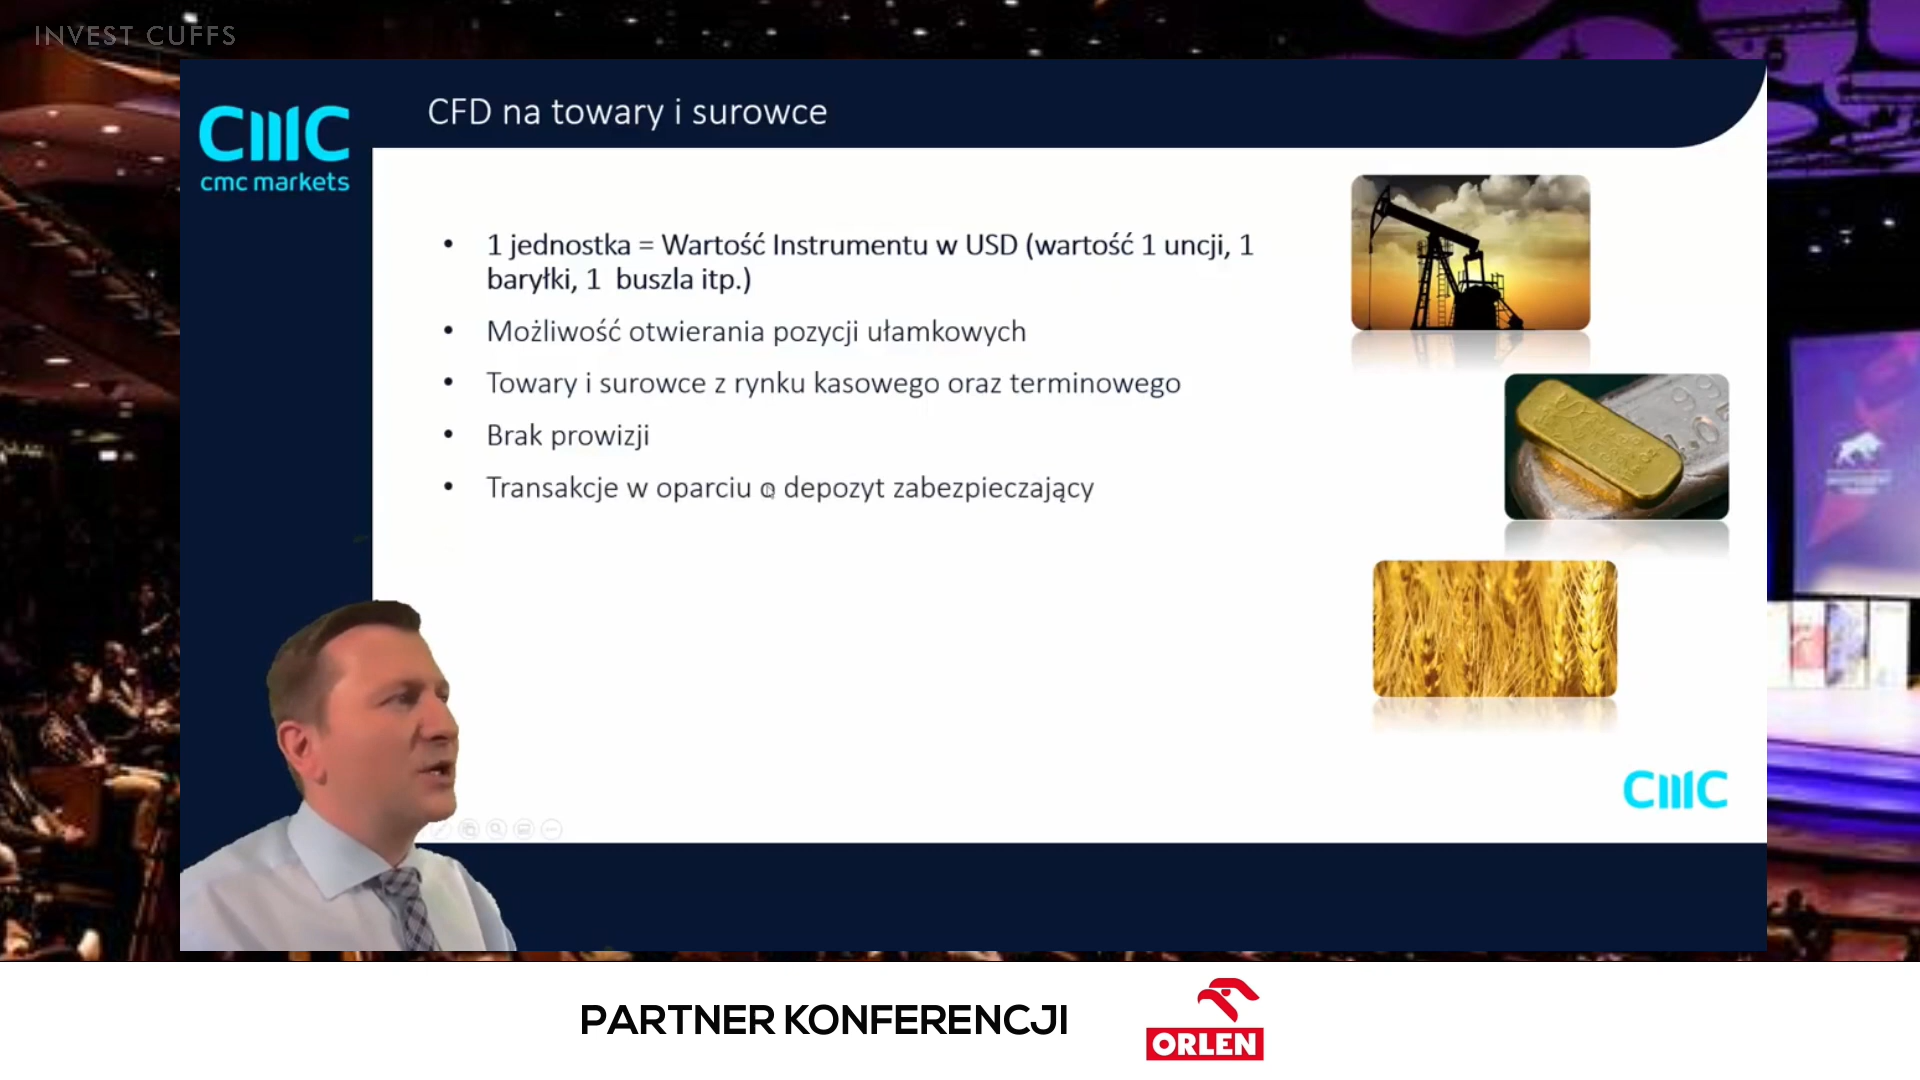 INVEST CUFFS
CMC
cmc markets
CFD na towary i surowce
• 1 jednostka = Wartość Instrumentu w USD (wartość 1 uncji, 1
baryłki, 1 buszla itp.)
• Możliwość otwierania pozycji ułamkowych
• Towary i surowce z rynku kasowego oraz terminowego
• Brak prowizji
• Transakcje w oparciu o depozyt zabezpieczający
CMC
PARTNER KONFERENCJI
ORLEN